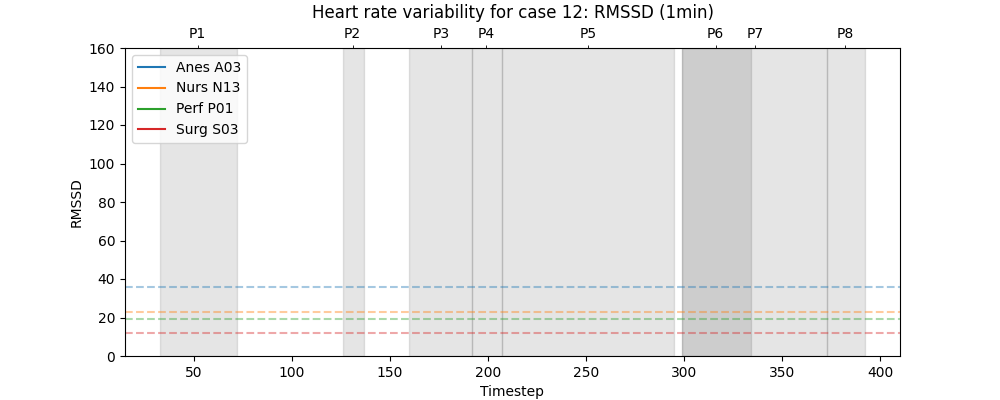 Heart rate variability for case 12: RMSSD (1min)
P1 P2 P3 P4 P5 P6 P7 P8
160
140
120
100
80
60
40
20
0
RMSSD
Anes A03
Nurs N13
Perf P01
Surg S03
50 100 150 200 250 300 350 400
Timestep